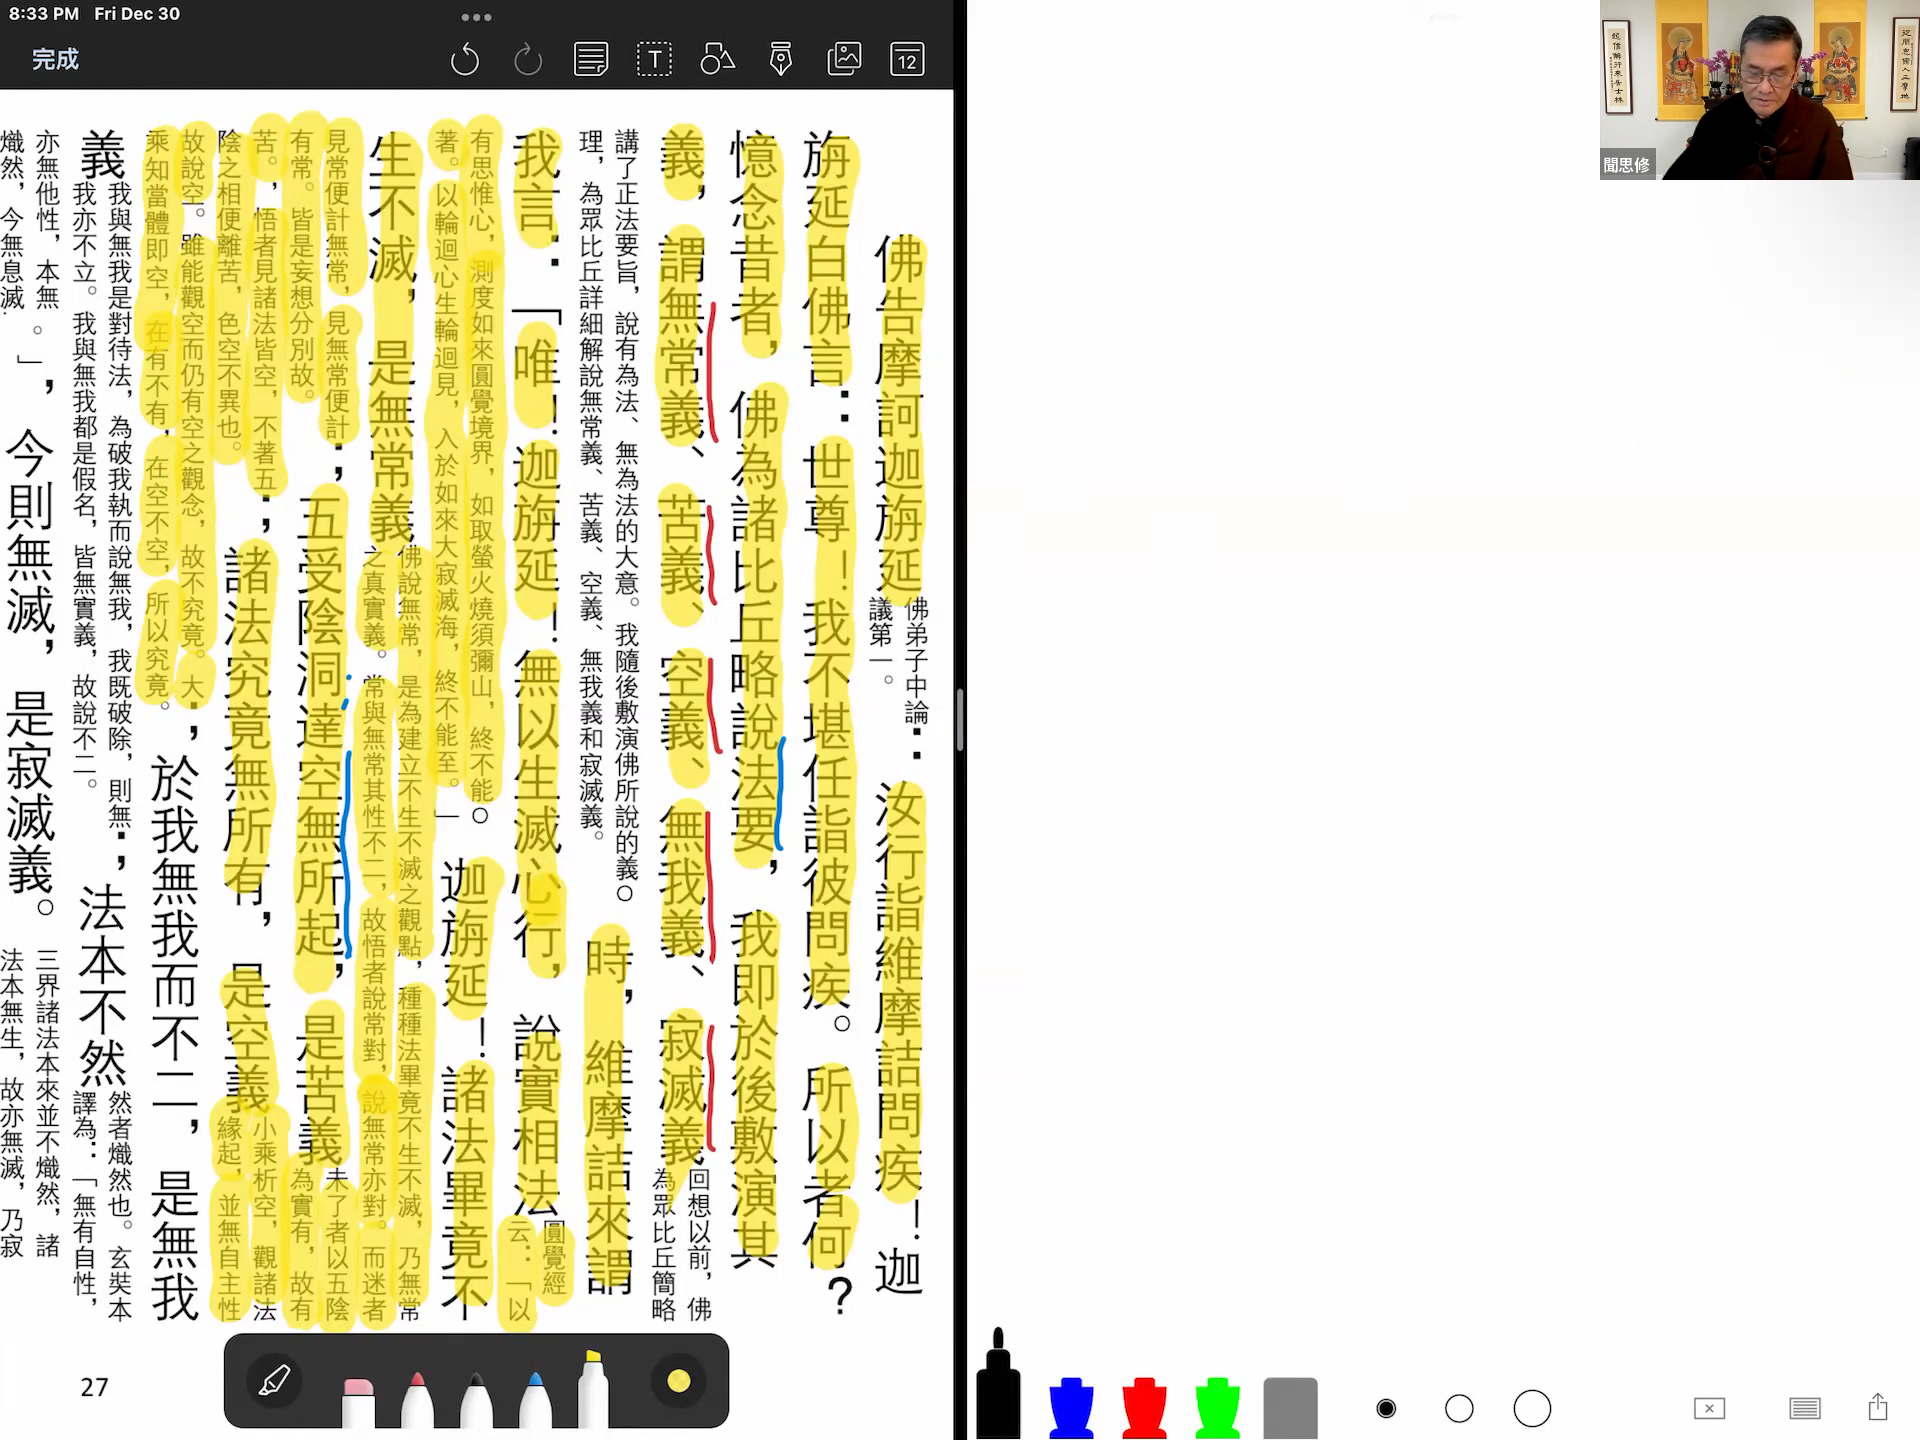 8:33 PM Fri Dec 30
完成
T
12
佛告摩訶迦旃延
佛弟子中論
議第一。
：汝行詣維摩詰問疾！迦
旃延白佛言：世尊！我不堪任詣彼問疾。所以者何？
憶念昔者，佛為諸比丘略說法要，我即於後敷演其
義，謂無常義、苦義、空義、無我義、寂滅義
回想以前，佛
為眾比丘簡略
講了正法要旨，說有為法、無為法的大意。我隨後敷演佛所說的義
理，為眾比丘詳細解說無常義、苦義、空義、無我義和寂滅義。
。時，維摩詰來謂
我言：「唯！迦旃延！無以生滅心行，說實相法
圓覺經
云：「以
有思惟心，測度如來圓覺境界，如取螢火燒須彌山，終不能
著。以輪迴心生輪迴見，入於如來大寂滅海，終不能至。」
。迦旃延！諸法畢竟不
生不滅，是無常義
佛說無常，是為建立不生不滅之觀點，種種法畢竟不生不滅，乃無常
之真實義。常與無常其性不二，故悟者說常對，說無常亦對。而迷者
見常便計無常，見無常便計
有常。皆是妄想分別故。
；五受陰洞達空無所起，是苦義
未了者以五陰
為實有，故有
苦。，悟者見諸法皆空，不著五
陰之相便離苦，色空不異也。
；諸法究竟無所有，是空義
小乘析空，觀諸法
緣起，並無自主性
故說空。雖能觀空而仍有空之觀念，故不究竟。大
乘知當體即空，在有不有，在空不空，所以究竟。
；於我無我而不二，是無我
義
我與無我是對待法，為破我執而說無我，我既破除，則無
我亦不立。我與無我都是假名，皆無實義，故說不二。
；法本不然
然者熾然也。玄奘本
譯為：「無有自性，
亦無他性，本無
熾然，今無息滅。」
，今則無滅，是寂滅義。
三界諸法本來並不熾然，諸
法本無生，故亦無滅，乃寂
27
聞思修